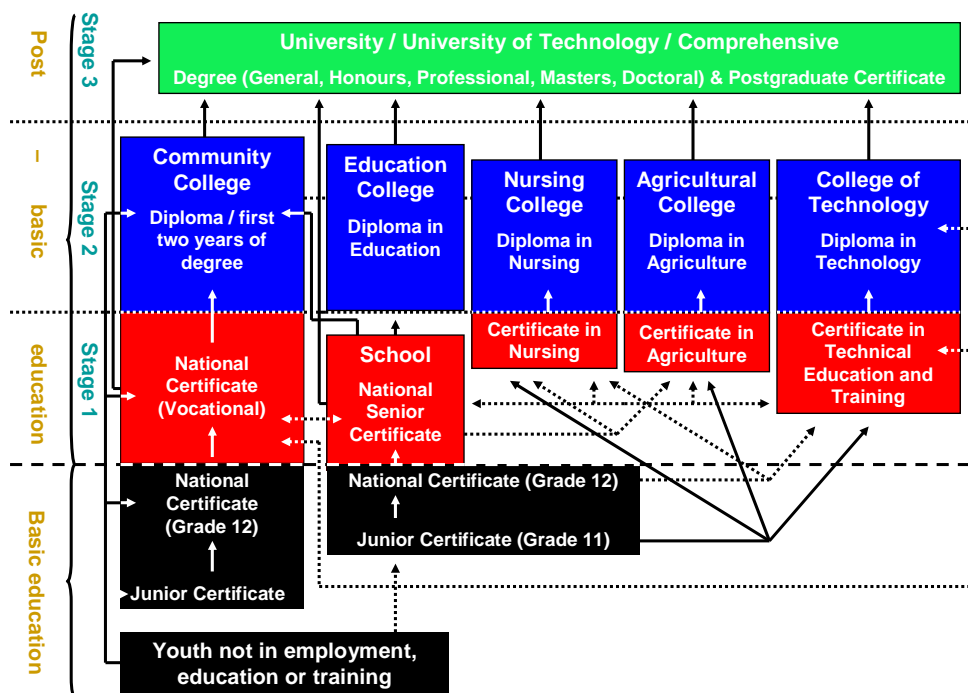 Post
–
basic
education
Basic education
Stage 3
Stage 2
Stage 1
University / University of Technology / Comprehensive
Degree (General, Honours, Professional, Masters, Doctoral) & Postgraduate Certificate
Community
College
Diploma / first
two years of
degree
Education
College
Diploma in
Education
Nursing
College
Diploma in
Nursing
Agricultural
College
Diploma in
Agriculture
College of
Technology
Diploma in
Technology
National
Certificate
(Vocational)
School
National
Senior
Certificate
Certificate in
Nursing
Certificate in
Agriculture
Certificate in
Technical
Education and
Training
National
Certificate
(Grade 12)
Junior Certificate
National Certificate (Grade 12)
Junior Certificate (Grade 11)
Youth not in employment,
education or training